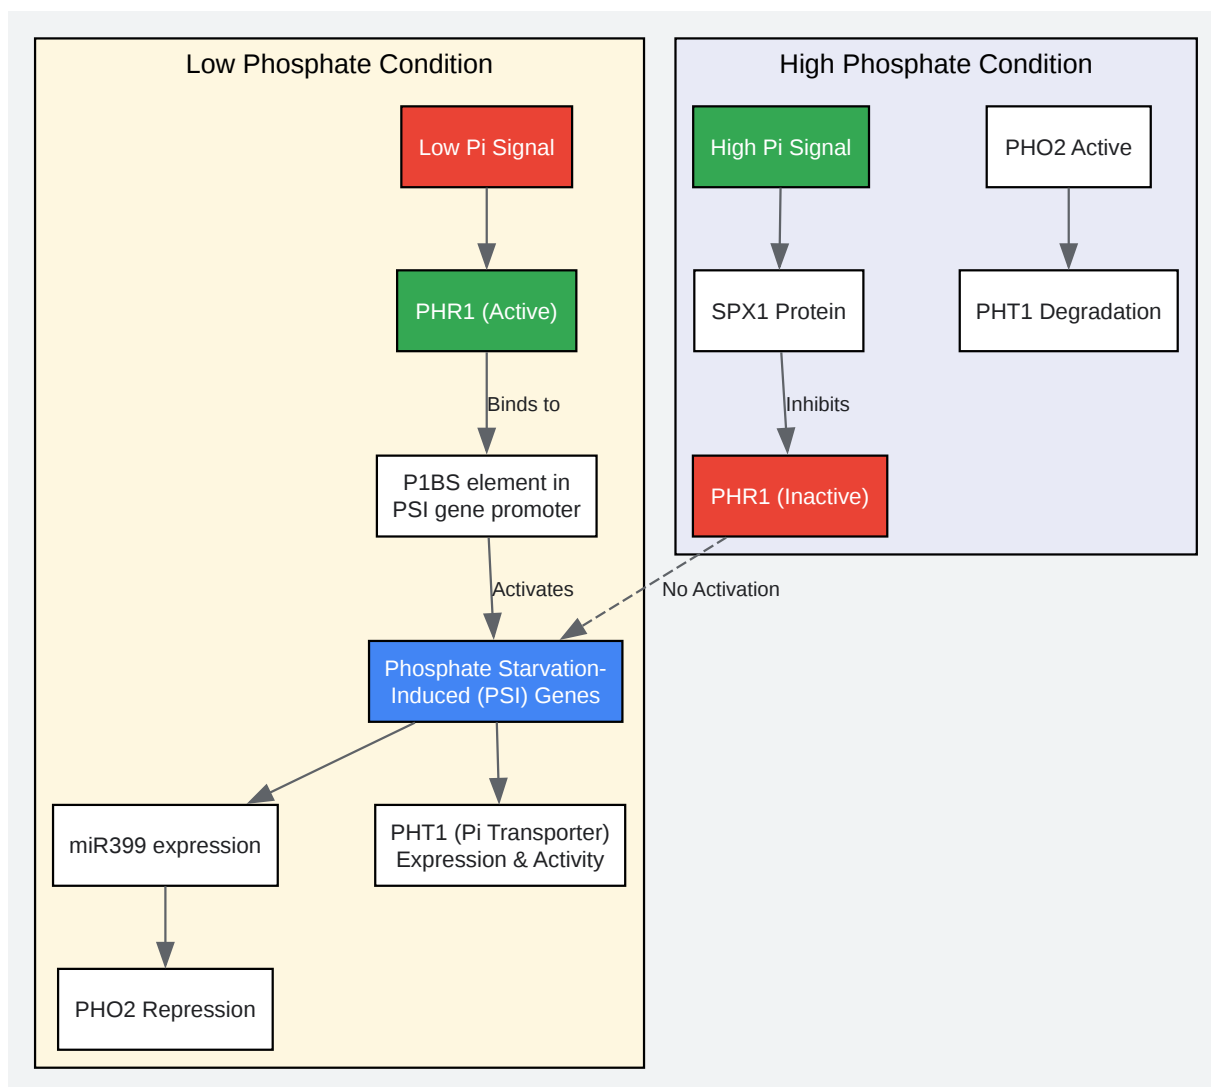 Low Phosphate Condition
Low Pi Signal
PHR1 (Active)
Binds to
P1BS element in
PSI gene promoter
Activates
Phosphate Starvation-
Induced (PSI) Genes
miR399 expression
PHT1 (Pi Transporter)
Expression & Activity
PHO2 Repression
High Phosphate Condition
High Pi Signal
PHO2 Active
SPX1 Protein
PHT1 Degradation
Inhibits
PHR1 (Inactive)
No Activation